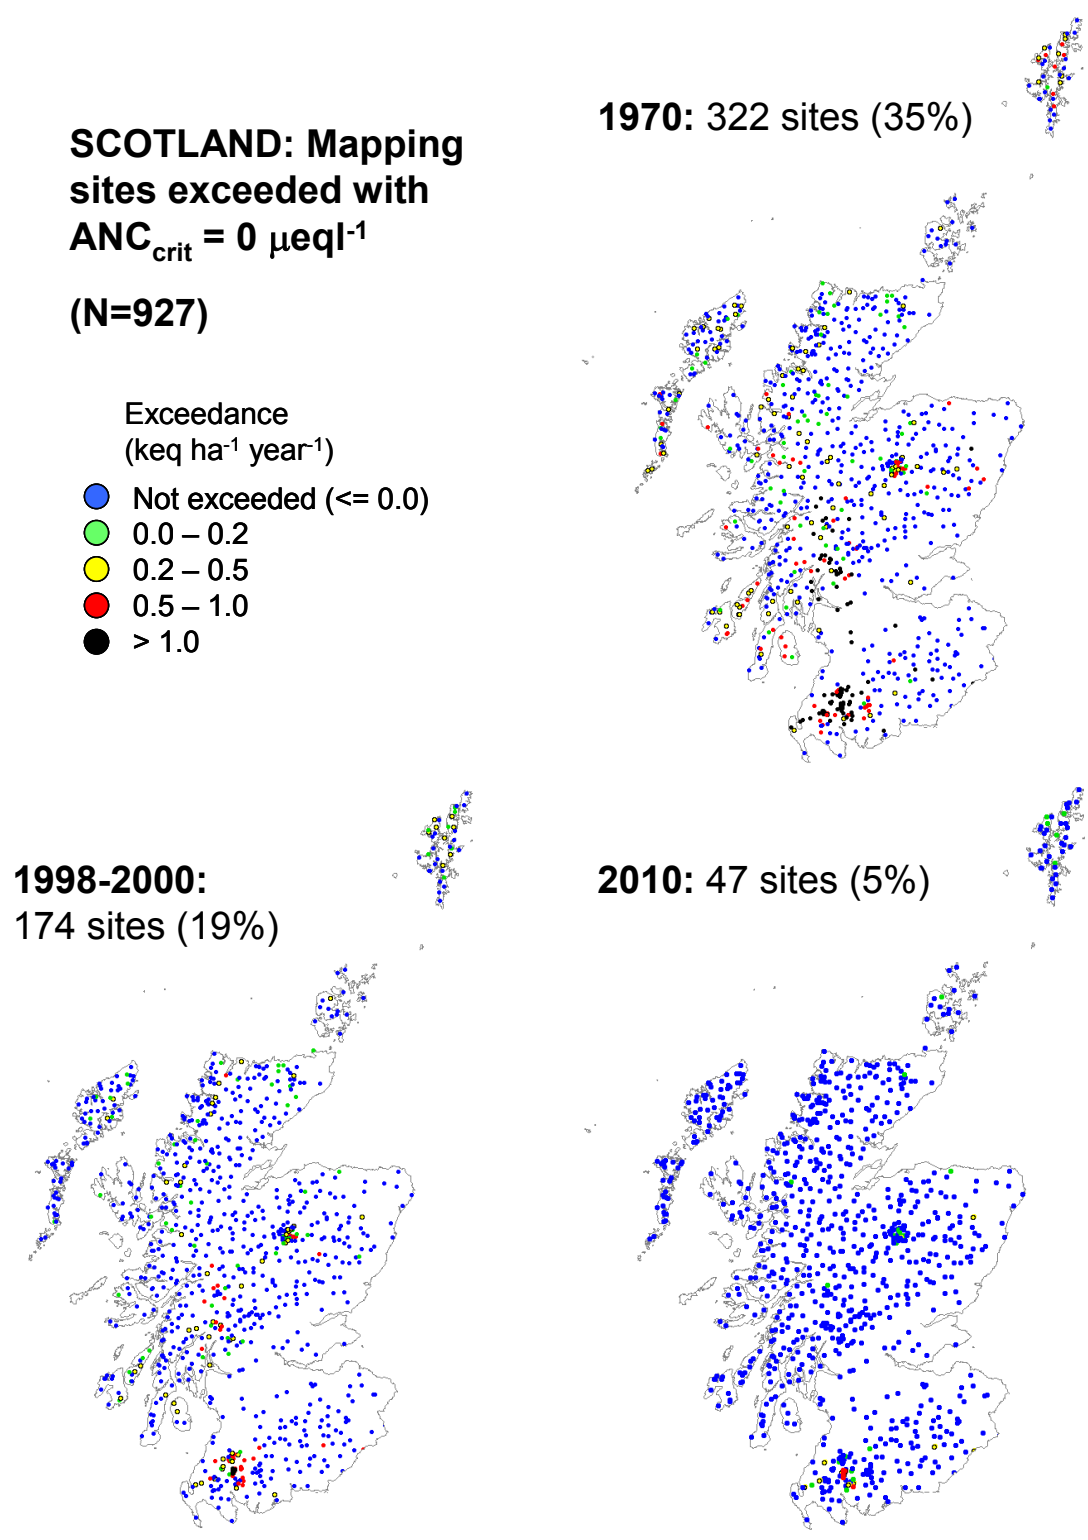 SCOTLAND: Mapping
sites exceeded with
ANCcrit = 0 μeql-1
(N=927)
Exceedance
(keq ha-1 year-1)
Not exceeded (<= 0.0)
0.0 – 0.2
0.2 – 0.5
0.5 – 1.0
> 1.0
1970: 322 sites (35%)
1998-2000:
174 sites (19%)
2010: 47 sites (5%)